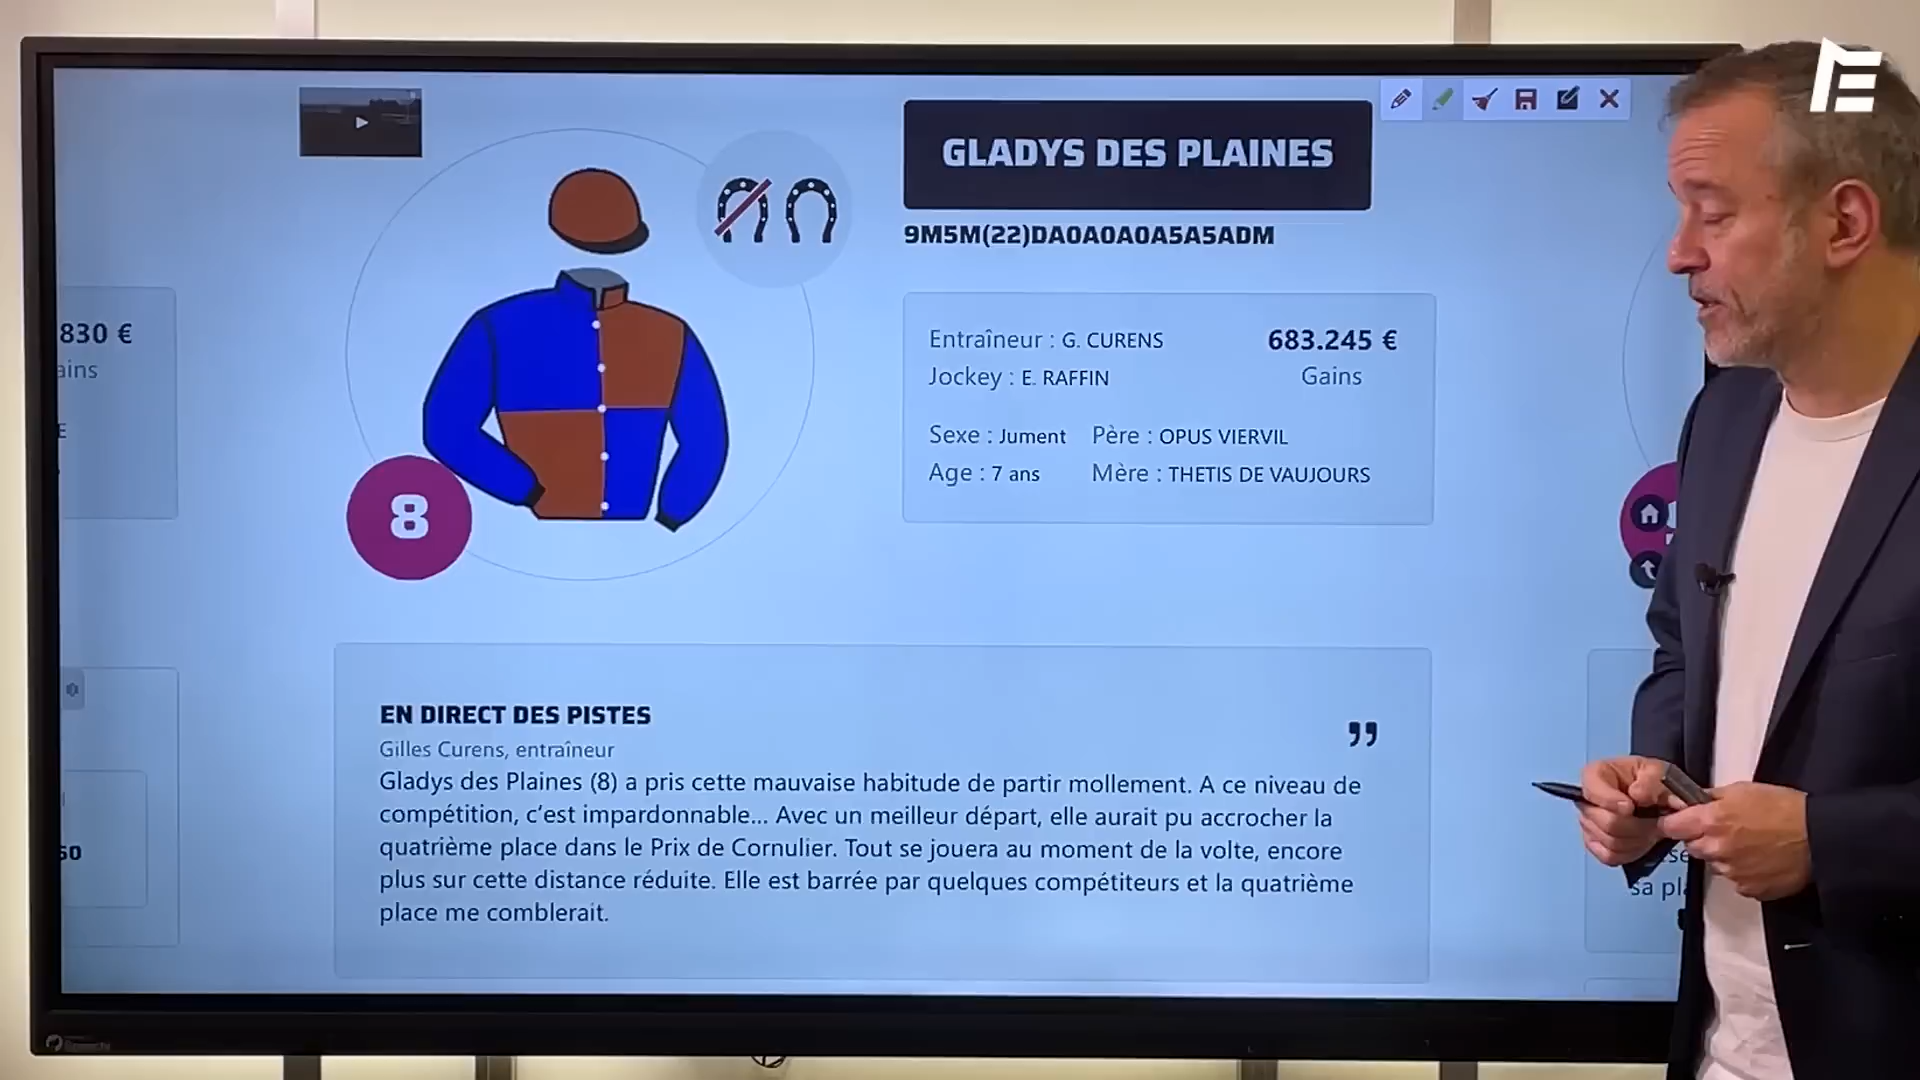 GLADYS DES PLAINES
9M5M(22)DA0A0A0A5A5ADM
830 €
ains
E
Entraîneur : G. CURENS
683.245 €
Jockey : E. RAFFIN
Gains
Sexe : Jument
Père : OPUS VIERVIL
Age : 7 ans
Mère : THETIS DE VAUJOURS
8
EN DIRECT DES PISTES
Gilles Curens, entraîneur
Gladys des Plaines (8) a pris cette mauvaise habitude de partir mollement. A ce niveau de
compétition, c'est impardonnable... Avec un meilleur départ, elle aurait pu accrocher la
quatrième place dans le Prix de Cornulier. Tout se jouera au moment de la volte, encore
plus sur cette distance réduite. Elle est barrée par quelques compétiteurs et la quatrième
place me comblerait.
sa pla